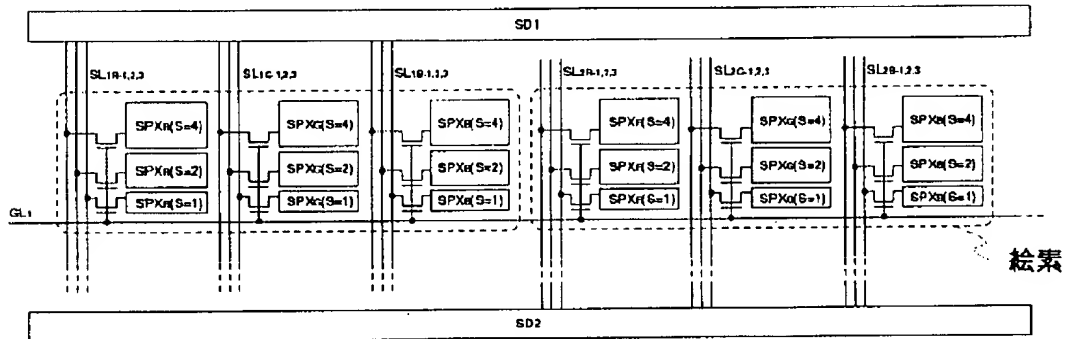 SD1
SL1R-1,2,3
SL1G-1,2,3
SL1B-1,2,3
SL2R-1,2,3
SL2G-1,2,3
SL2B-1,2,3
SPXR(S=4)
SPXG(S=4)
SPXB(S=4)
SPXR(S=4)
SPXG(S=4)
SPXB(S=4)
SPXR(S=2)
SPXG(S=2)
SPXB(S=2)
SPXR(S=2)
SPXG(S=2)
SPXB(S=2)
SPXR(S=1)
SPXG(S=1)
SPXB(S=1)
SPXR(S=1)
SPXG(S=1)
SPXB(S=1)
GL1
絵素
SD2